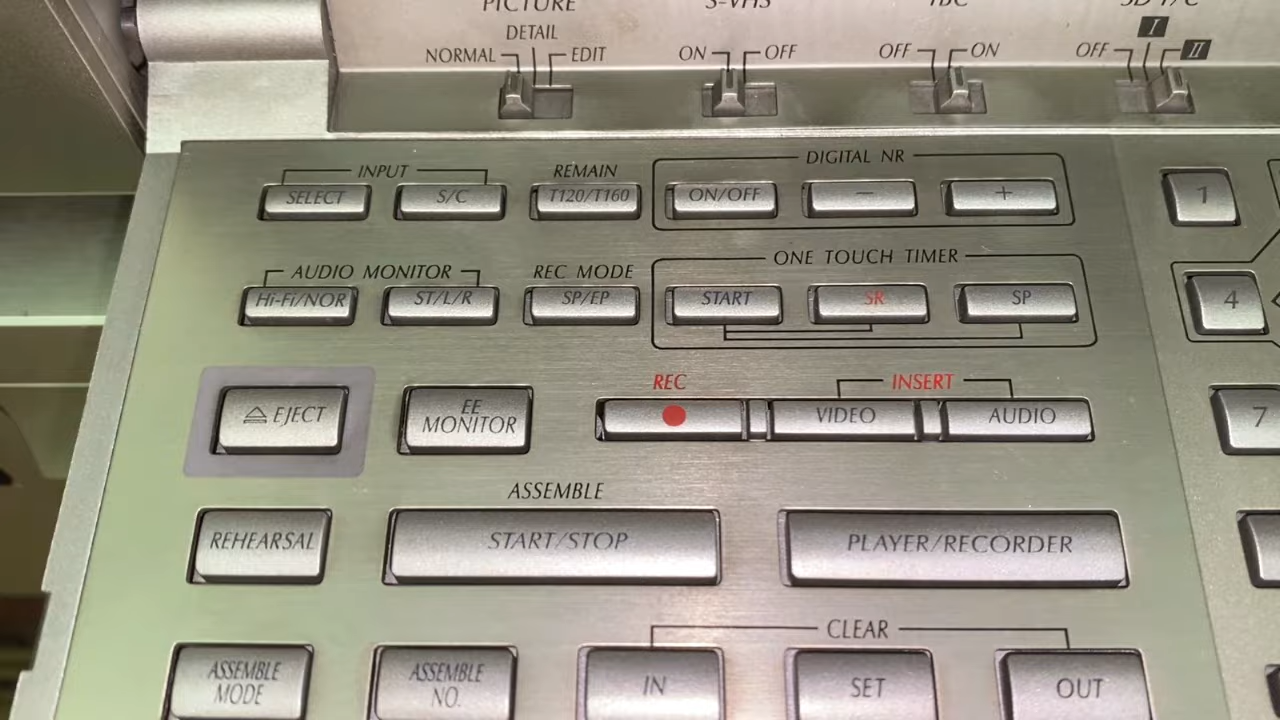 PICTURE S-VHS TBC
DETAIL I
NORMAL EDIT ON OFF OFF ON OFF II
INPUT REMAIN DIGITAL NR
SELECT S/C T120/T160 ON/OFF − + 1
AUDIO MONITOR REC MODE ONE TOUCH TIMER
Hi-Fi/NOR ST/L/R SP/EP START SR SP 4
REC INSERT
EJECT EE MONITOR VIDEO AUDIO 7
ASSEMBLE
REHEARSAL START/STOP PLAYER/RECORDER
CLEAR
ASSEMBLE MODE ASSEMBLE NO. IN SET OUT